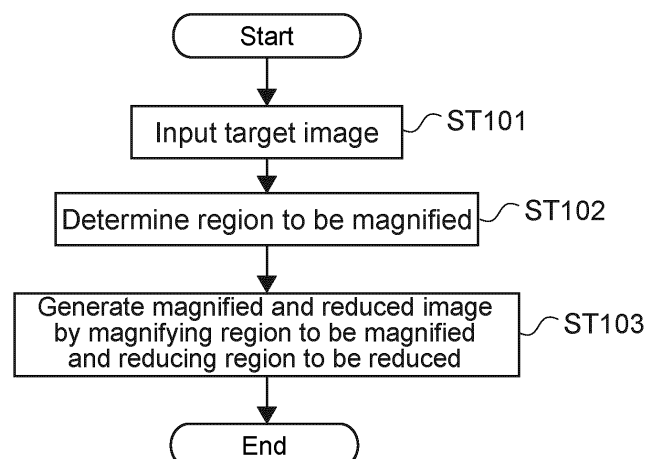 Start
Input target image
ST101
Determine region to be magnified
ST102
Generate magnified and reduced image
by magnifying region to be magnified
and reducing region to be reduced
ST103
End